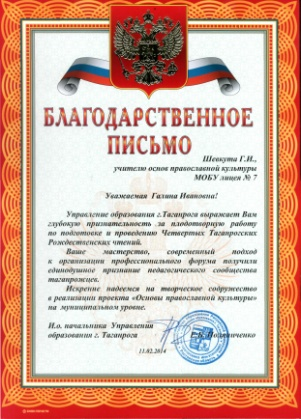 БЛАГОДАРСТВЕННОЕ
ПИСЬМО
Шевкута Г.И.,
учителю основ православной культуры
МОБУ лицея № 7
Уважаемая Галина Ивановна!
Управление образования г.Таганрога выражает Вам
глубокую признательность за плодотворную работу
по подготовке и проведению Четвертых Таганрогских
Рождественских чтений.
Ваше мастерство, современный подход
к организации профессионального форума получили
единодушное признание педагогического сообщества
таганрожцев.
Искренне надеемся на творческое содружество
в реализации проекта «Основы православной культуры»
на муниципальном уровне.
И.о. начальника Управления
образования г. Таганрога
11.02.2014